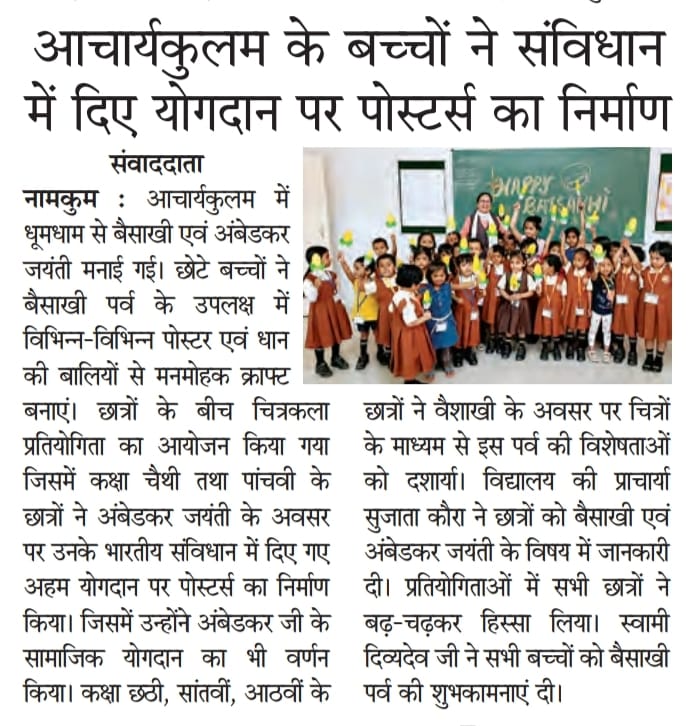 आचार्यकुलम के बच्चों ने संविधान
में दिए योगदान पर पोस्टर्स का निर्माण
संवाददाता
नामकुम : आचार्यकुलम में
धूमधाम से बैसाखी एवं अंबेडकर
जयंती मनाई गई। छोटे बच्चों ने
बैसाखी पर्व के उपलक्ष में
विभिन्न-विभिन्न पोस्टर एवं धान
की बालियों से मनमोहक क्राफ्ट
बनाएं। छात्रों के बीच चित्रकला
प्रतियोगिता का आयोजन किया गया
जिसमें कक्षा चैथी तथा पांचवी के
छात्रों ने अंबेडकर जयंती के अवसर
पर उनके भारतीय संविधान में दिए गए
अहम योगदान पर पोस्टर्स का निर्माण
किया। जिसमें उन्होंने अंबेडकर जी के
सामाजिक योगदान का भी वर्णन
किया। कक्षा छठी, सांतवीं, आठवीं के
HAPPY
BAISAKHI
छात्रों ने वैशाखी के अवसर पर चित्रों
के माध्यम से इस पर्व की विशेषताओं
को दशार्या। विद्यालय की प्राचार्या
सुजाता कौरा ने छात्रों को बैसाखी एवं
अंबेडकर जयंती के विषय में जानकारी
दी। प्रतियोगिताओं में सभी छात्रों ने
बढ़-चढ़कर हिस्सा लिया। स्वामी
दिव्यदेव जी ने सभी बच्चों को बैसाखी
पर्व की शुभकामनाएं दी।